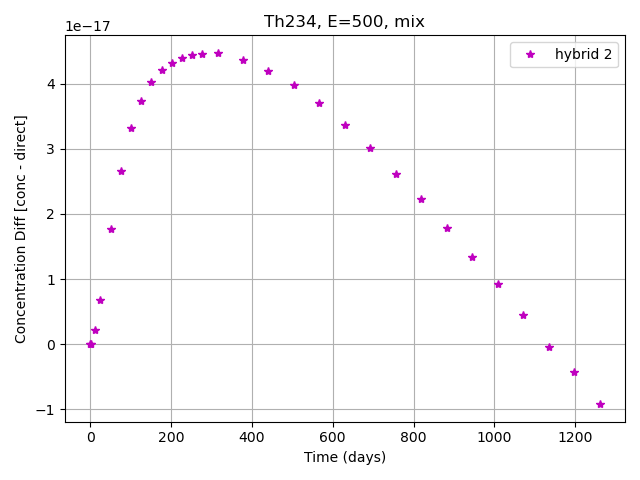 Th234, E=500, mix
1e−17
hybrid 2
4
3
2
1
0
−1
Concentration Diff [conc - direct]
0 200 400 600 800 1000 1200
Time (days)